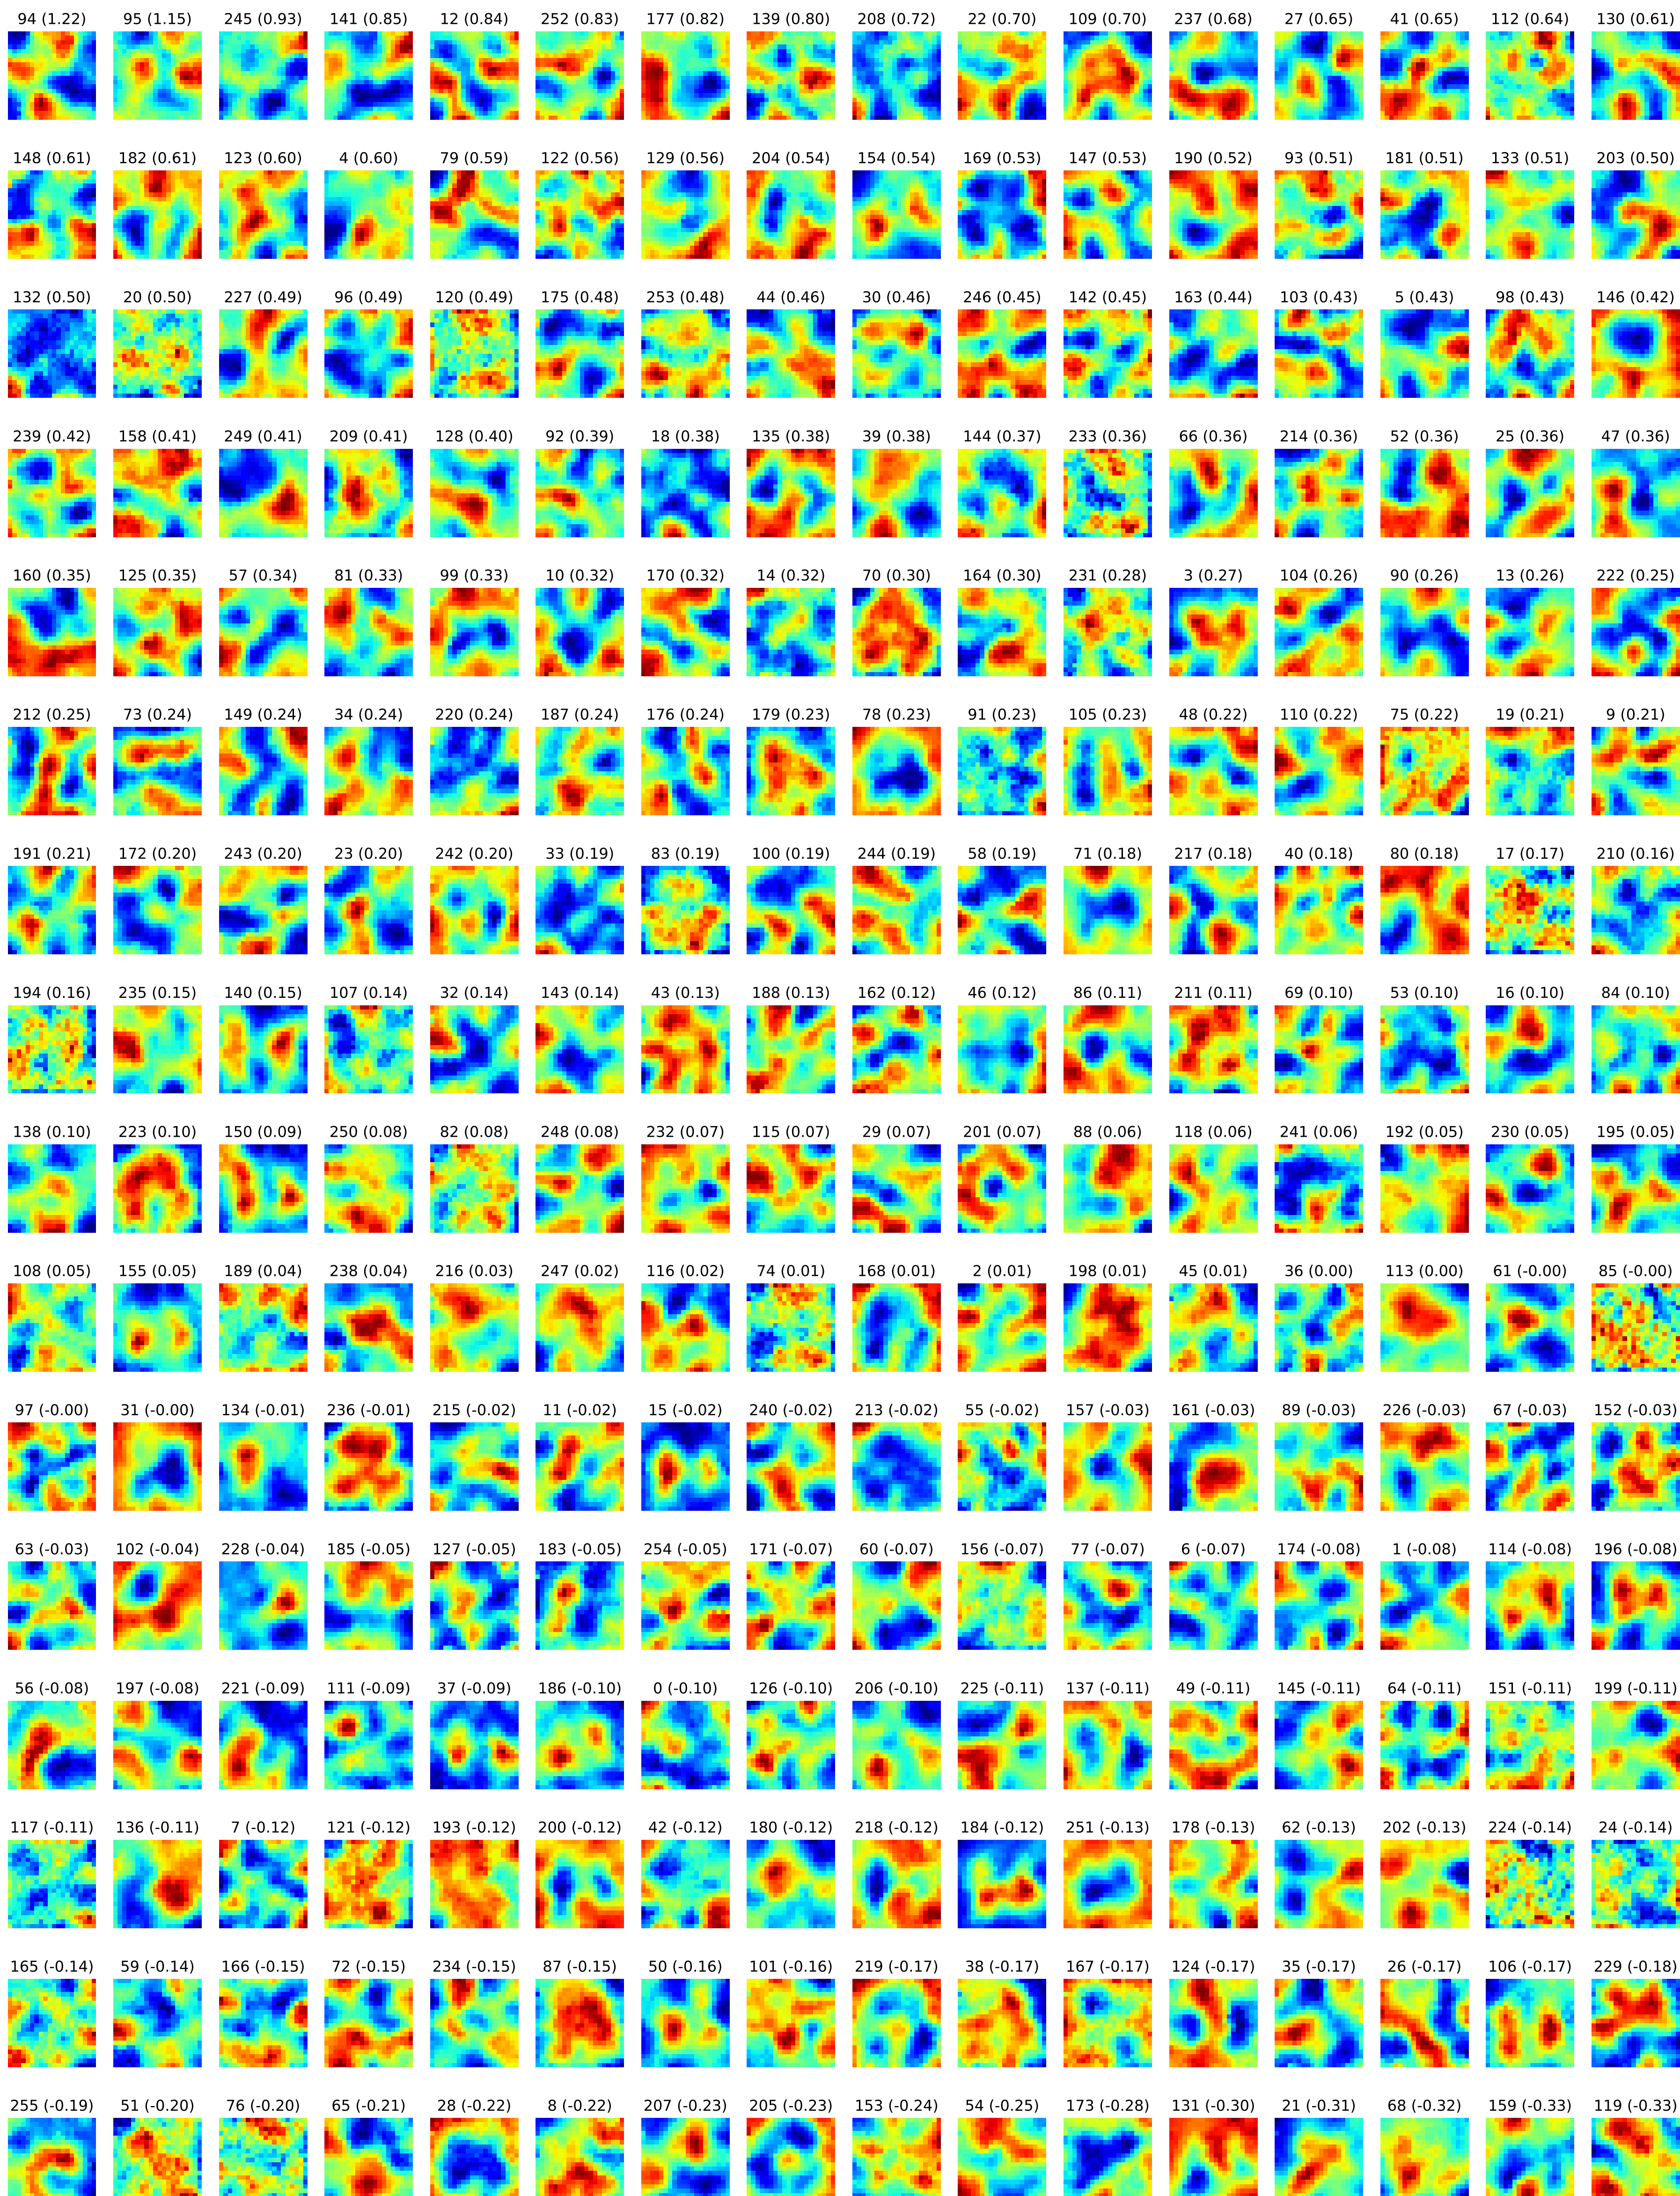 94 (1.22) 95 (1.15) 245 (0.93) 141 (0.85) 12 (0.84) 252 (0.83) 177 (0.82) 139 (0.80) 208 (0.72) 22 (0.70) 109 (0.70) 237 (0.68) 27 (0.65) 41 (0.65) 112 (0.64) 130 (0.61)
148 (0.61) 182 (0.61) 123 (0.60) 4 (0.60) 79 (0.59) 122 (0.56) 129 (0.56) 204 (0.54) 154 (0.54) 169 (0.53) 147 (0.53) 190 (0.52) 93 (0.51) 181 (0.51) 133 (0.51) 203 (0.50)
132 (0.50) 20 (0.50) 227 (0.49) 96 (0.49) 120 (0.49) 175 (0.48) 253 (0.48) 44 (0.46) 30 (0.46) 246 (0.45) 142 (0.45) 163 (0.44) 103 (0.43) 5 (0.43) 98 (0.43) 146 (0.42)
239 (0.42) 158 (0.41) 249 (0.41) 209 (0.41) 128 (0.40) 92 (0.39) 18 (0.38) 135 (0.38) 39 (0.38) 144 (0.37) 233 (0.36) 66 (0.36) 214 (0.36) 52 (0.36) 25 (0.36) 47 (0.36)
160 (0.35) 125 (0.35) 57 (0.34) 81 (0.33) 99 (0.33) 10 (0.32) 170 (0.32) 14 (0.32) 70 (0.30) 164 (0.30) 231 (0.28) 3 (0.27) 104 (0.26) 90 (0.26) 13 (0.26) 222 (0.25)
212 (0.25) 73 (0.24) 149 (0.24) 34 (0.24) 220 (0.24) 187 (0.24) 176 (0.24) 179 (0.23) 78 (0.23) 91 (0.23) 105 (0.23) 48 (0.22) 110 (0.22) 75 (0.22) 19 (0.21) 9 (0.21)
191 (0.21) 172 (0.20) 243 (0.20) 23 (0.20) 242 (0.20) 33 (0.19) 83 (0.19) 100 (0.19) 244 (0.19) 58 (0.19) 71 (0.18) 217 (0.18) 40 (0.18) 80 (0.18) 17 (0.17) 210 (0.16)
194 (0.16) 235 (0.15) 140 (0.15) 107 (0.14) 32 (0.14) 143 (0.14) 43 (0.13) 188 (0.13) 162 (0.12) 46 (0.12) 86 (0.11) 211 (0.11) 69 (0.10) 53 (0.10) 16 (0.10) 84 (0.10)
138 (0.10) 223 (0.10) 150 (0.09) 250 (0.08) 82 (0.08) 248 (0.08) 232 (0.07) 115 (0.07) 29 (0.07) 201 (0.07) 88 (0.06) 118 (0.06) 241 (0.06) 192 (0.05) 230 (0.05) 195 (0.05)
108 (0.05) 155 (0.05) 189 (0.04) 238 (0.04) 216 (0.03) 247 (0.02) 116 (0.02) 74 (0.01) 168 (0.01) 2 (0.01) 198 (0.01) 45 (0.01) 36 (0.00) 113 (0.00) 61 (-0.00) 85 (-0.00)
97 (-0.00) 31 (-0.00) 134 (-0.01) 236 (-0.01) 215 (-0.02) 11 (-0.02) 15 (-0.02) 240 (-0.02) 213 (-0.02) 55 (-0.02) 157 (-0.03) 161 (-0.03) 89 (-0.03) 226 (-0.03) 67 (-0.03) 152 (-0.03)
63 (-0.03) 102 (-0.04) 228 (-0.04) 185 (-0.05) 127 (-0.05) 183 (-0.05) 254 (-0.05) 171 (-0.07) 60 (-0.07) 156 (-0.07) 77 (-0.07) 6 (-0.07) 174 (-0.08) 1 (-0.08) 114 (-0.08) 196 (-0.08)
56 (-0.08) 197 (-0.08) 221 (-0.09) 111 (-0.09) 37 (-0.09) 186 (-0.10) 0 (-0.10) 126 (-0.10) 206 (-0.10) 225 (-0.11) 137 (-0.11) 49 (-0.11) 145 (-0.11) 64 (-0.11) 151 (-0.11) 199 (-0.11)
117 (-0.11) 136 (-0.11) 7 (-0.12) 121 (-0.12) 193 (-0.12) 200 (-0.12) 42 (-0.12) 180 (-0.12) 218 (-0.12) 184 (-0.12) 251 (-0.13) 178 (-0.13) 62 (-0.13) 202 (-0.13) 224 (-0.14) 24 (-0.14)
165 (-0.14) 59 (-0.14) 166 (-0.15) 72 (-0.15) 234 (-0.15) 87 (-0.15) 50 (-0.16) 101 (-0.16) 219 (-0.17) 38 (-0.17) 167 (-0.17) 124 (-0.17) 35 (-0.17) 26 (-0.17) 106 (-0.17) 229 (-0.18)
255 (-0.19) 51 (-0.20) 76 (-0.20) 65 (-0.21) 28 (-0.22) 8 (-0.22) 207 (-0.23) 205 (-0.23) 153 (-0.24) 54 (-0.25) 173 (-0.28) 131 (-0.30) 21 (-0.31) 68 (-0.32) 159 (-0.33) 119 (-0.33)